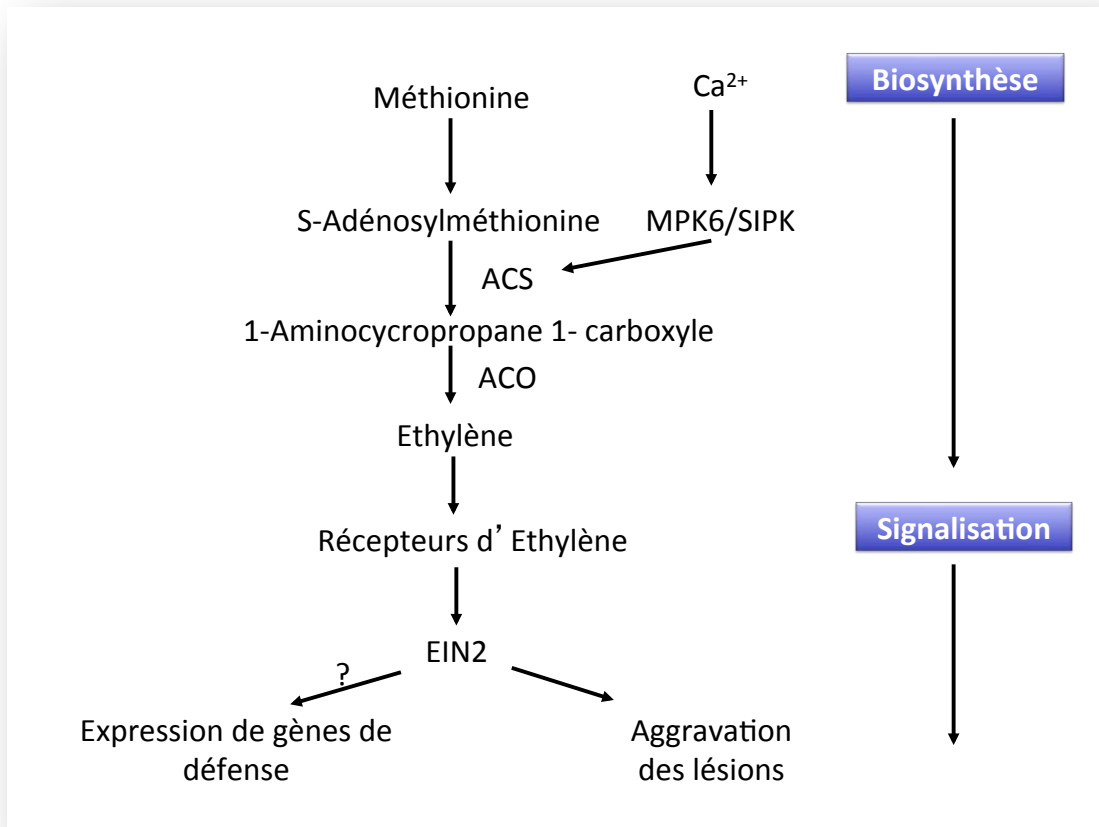 Méthionine
Ca²⁺
Biosynthèse
S-Adénosylméthionine
MPK6/SIPK
ACS
1-Aminocycropropane 1- carboxyle
ACO
Ethylène
Signalisation
Récepteurs d’ Ethylène
EIN2
?
Expression de gènes de
défense
Aggravation
des lésions